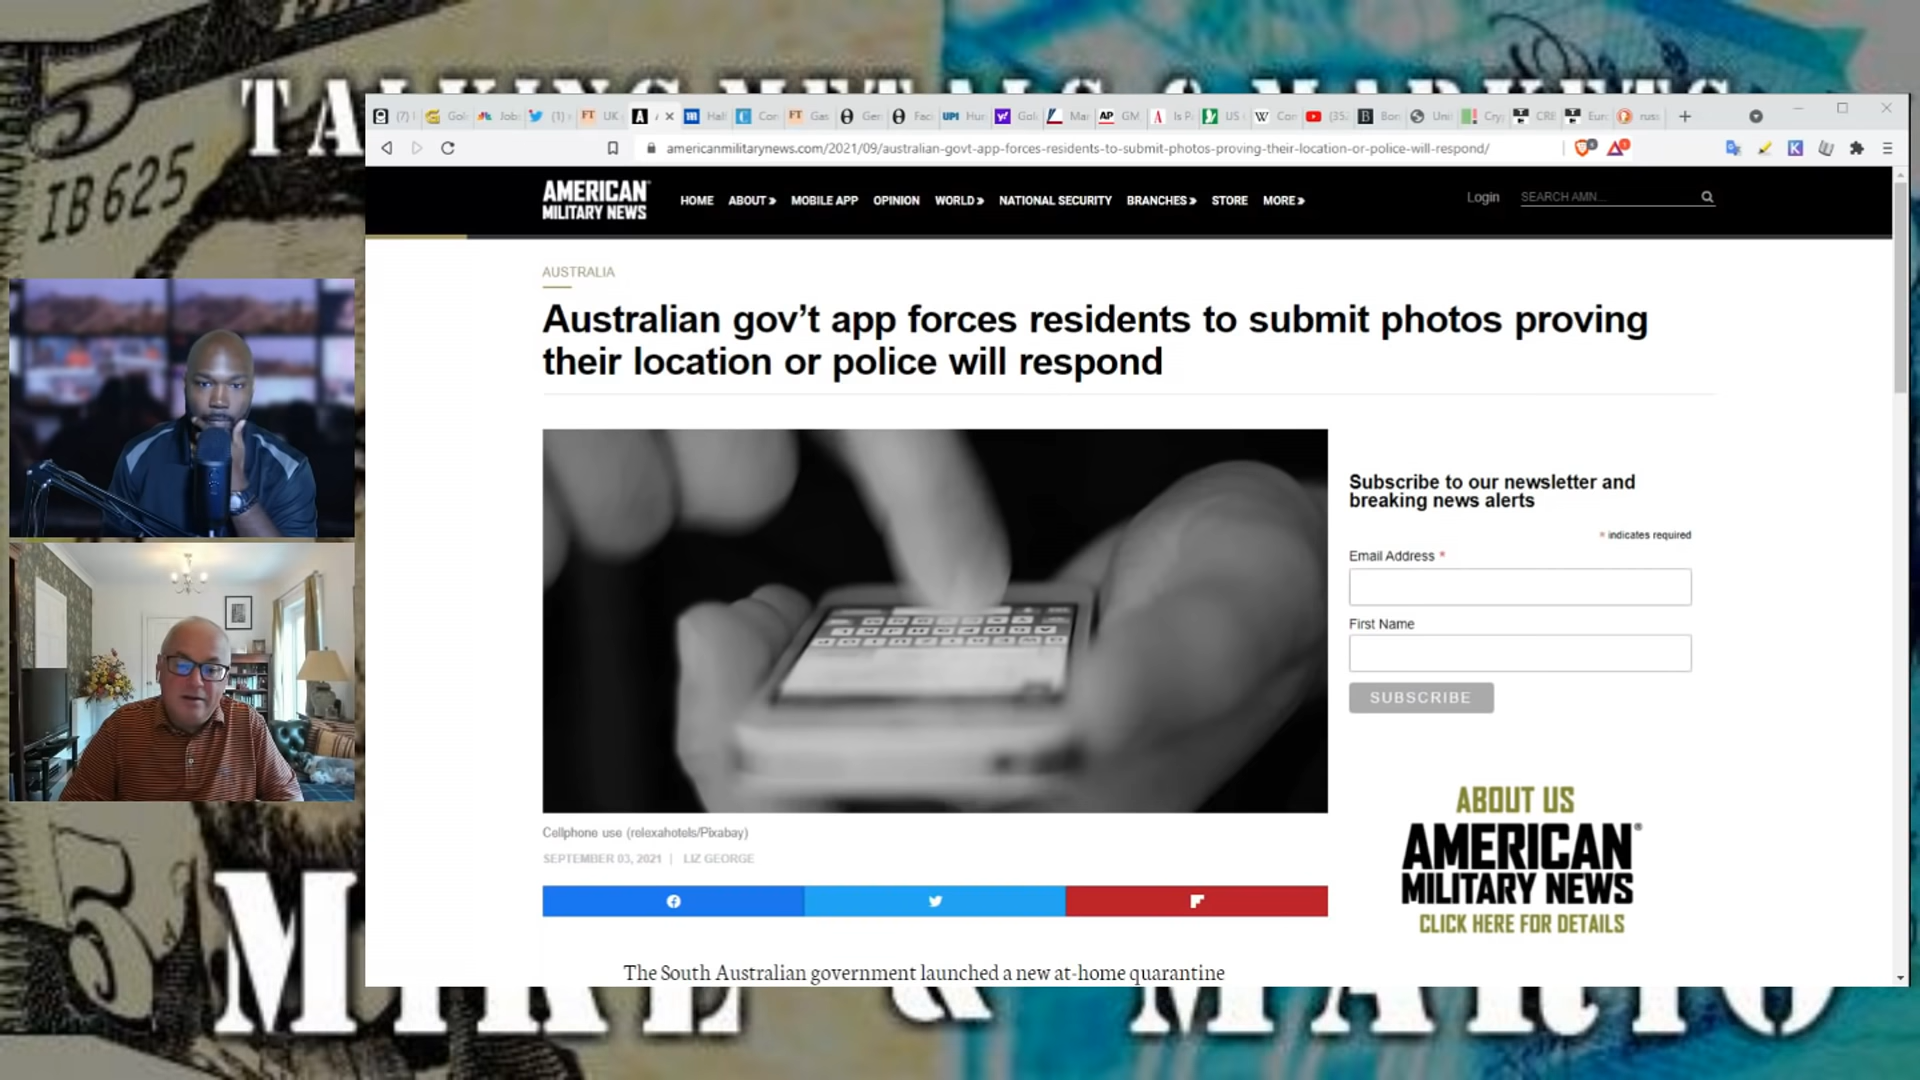 TALKING METALS & MARKETS
IB 625
americanmilitarynews.com/2021/09/australian-govt-app-forces-residents-to-submit-photos-proving-their-location-or-police-will-respond/
AMERICAN
MILITARY NEWS
HOME ABOUT » MOBILE APP OPINION WORLD » NATIONAL SECURITY BRANCHES » STORE MORE »
Login SEARCH AMN...
AUSTRALIA
Australian gov’t app forces residents to submit photos proving
their location or police will respond
Subscribe to our newsletter and
breaking news alerts
* indicates required
Email Address *
First Name
SUBSCRIBE
Cellphone use (relexahotels/Pixabay)
SEPTEMBER 03, 2021 | LIZ GEORGE
ABOUT US
AMERICAN
MILITARY NEWS
CLICK HERE FOR DETAILS
The South Australian government launched a new at-home quarantine
MIKE & MARIO